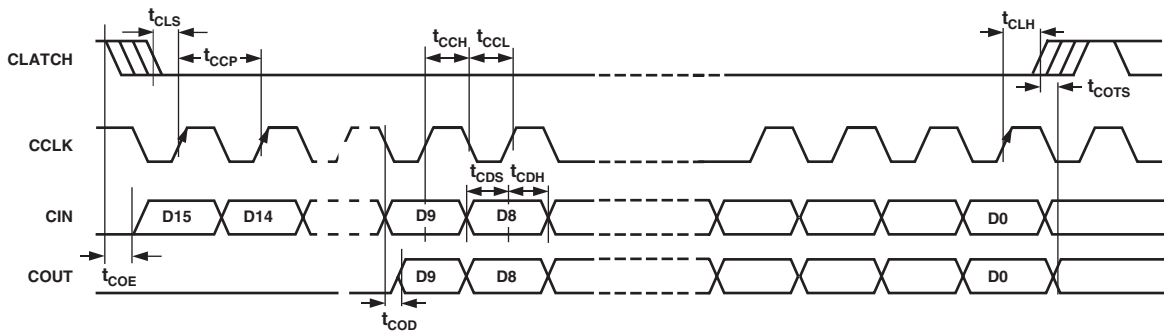 tCLS
tCLH
tCCH tCCL
CLATCH
tCCP
tCOTS
CCLK
tCDS tCDH
CIN D15 D14 D9 D8 D0
tCOE
COUT D9 D8 D0
tCOD